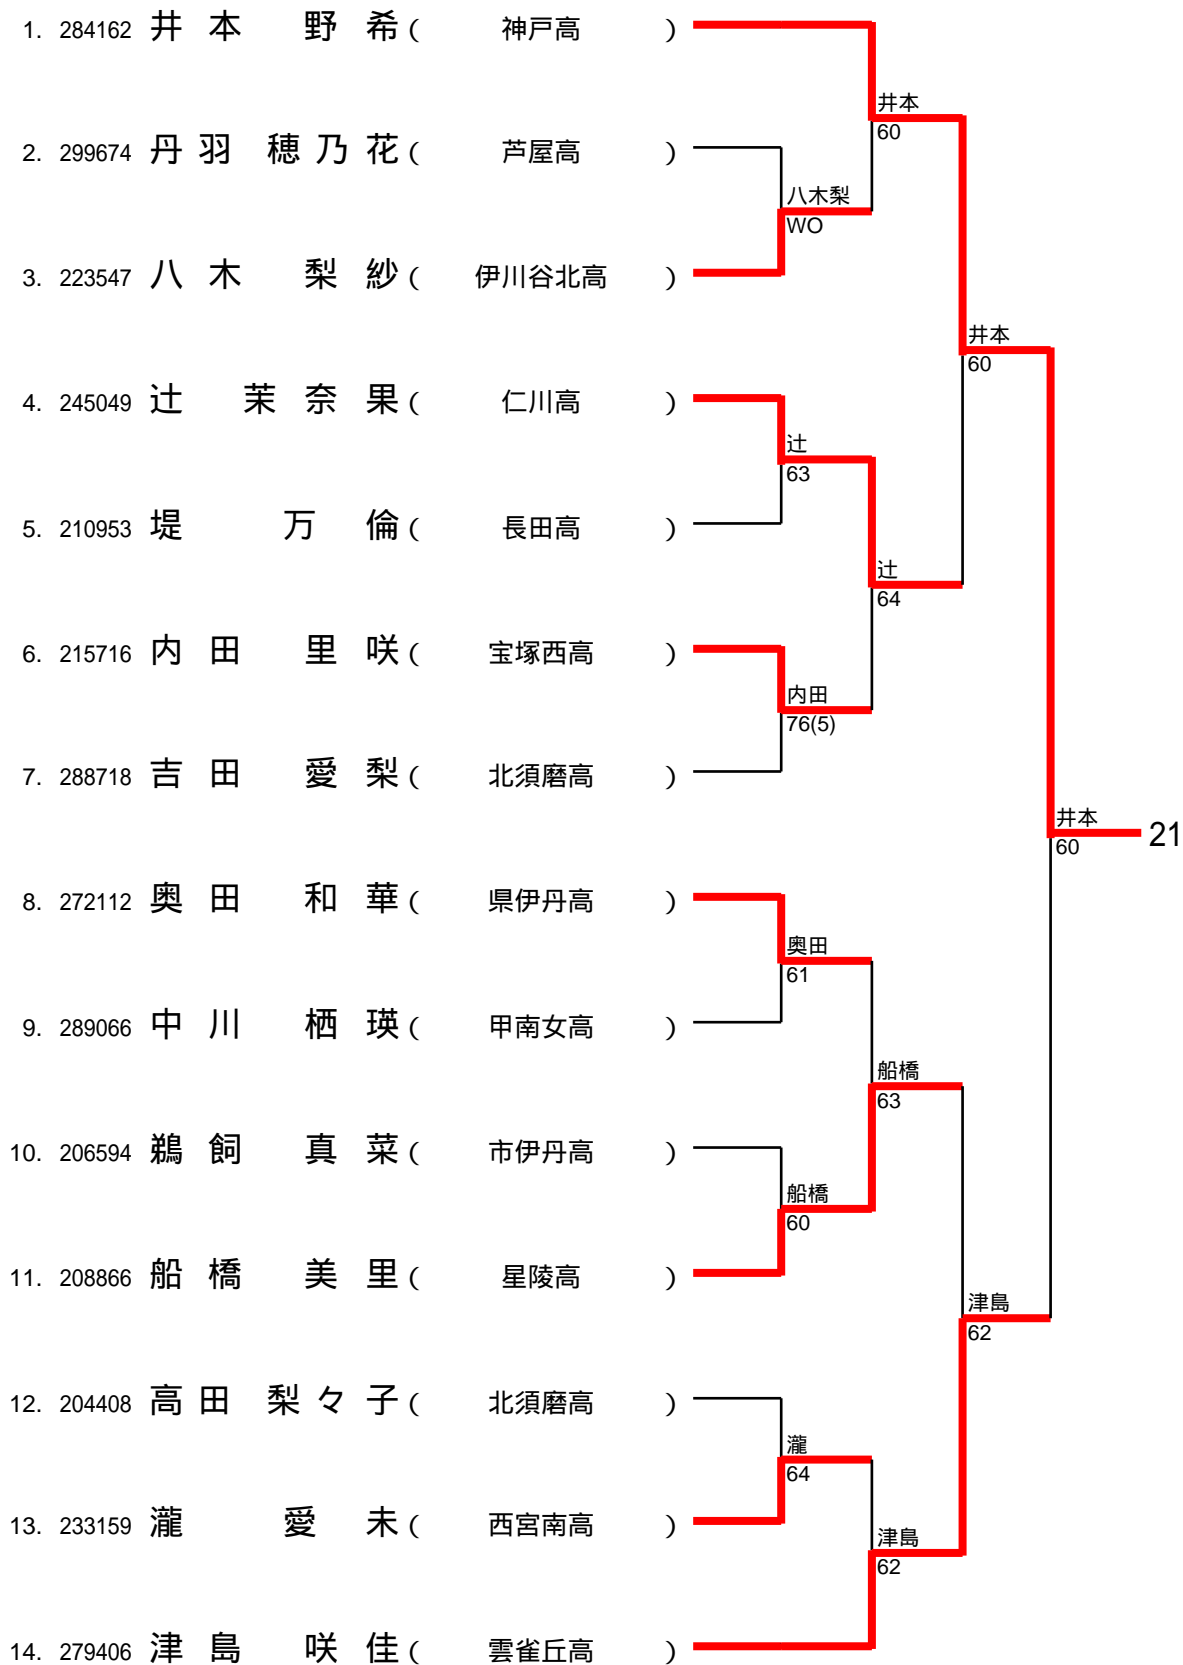 1. 284162 井本 野希 ( 神戸高 )
井本
60
2. 299674 丹羽 穂乃花 ( 芦屋高 )
八木梨
WO
3. 223547 八木 梨紗 ( 伊川谷北高 )
井本
60
4. 245049 辻 茉奈果 ( 仁川高 )
辻
63
5. 210953 堤 万倫 ( 長田高 )
辻
64
6. 215716 内田 里咲 ( 宝塚西高 )
内田
76(5)
7. 288718 吉田 愛梨 ( 北須磨高 )
井本
60
21
8. 272112 奥田 和華 ( 県伊丹高 )
奥田
61
9. 289066 中川 栖瑛 ( 甲南女高 )
船橋
63
10. 206594 鵜飼 真菜 ( 市伊丹高 )
船橋
60
11. 208866 船橋 美里 ( 星陵高 )
津島
62
12. 204408 高田 梨々子 ( 北須磨高 )
瀧
64
13. 233159 瀧 愛未 ( 西宮南高 )
津島
62
14. 279406 津島 咲佳 ( 雲雀丘高 )